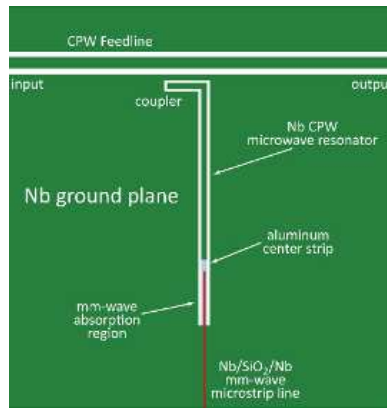 CPW Feedline
input
outpu
coupler
Nb CPW
microwave resonator
Nb ground plane
aluminum
center strip
mm-wave
absorption
region
Nb/SiO₂/Nb
mm-wave
microstrip line